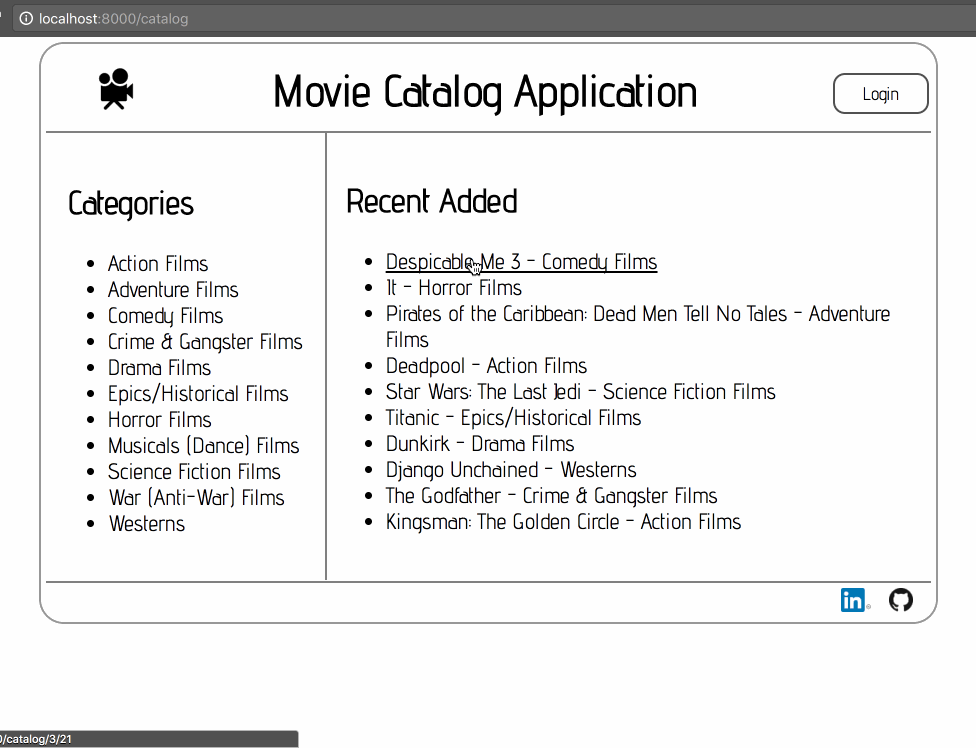 localhost:8000/catalog
Movie Catalog Application
Login
Categories
Action Films
Adventure Films
Comedy Films
Crime & Gangster Films
Drama Films
Epics/Historical Films
Horror Films
Musicals (Dance) Films
Science Fiction Films
War (Anti-War) Films
Westerns
Recent Added
Despicable Me 3 - Comedy Films
It - Horror Films
Pirates of the Caribbean: Dead Men Tell No Tales - Adventure
Films
Deadpool - Action Films
Star Wars: The Last Jedi - Science Fiction Films
Titanic - Epics/Historical Films
Dunkirk - Drama Films
Django Unchained - Westerns
The Godfather - Crime & Gangster Films
Kingsman: The Golden Circle - Action Films
in
/catalog/3/21